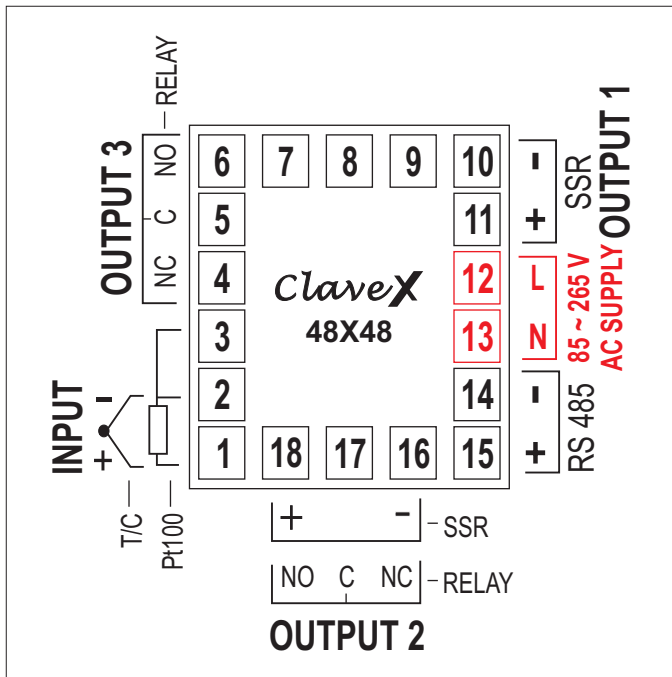 OUTPUT 3
NO
C
NC
RELAY
6 7 8 9 10
5 11
4 12
3 13
2 14
1 18 17 16 15
ClaveX
48X48
OUTPUT 1
SSR
-
+
L
N
85 ~ 265 V
AC SUPPLY
RS 485
-
+
INPUT
-
+
T/C
Pt100
+ - SSR
NO C NC RELAY
OUTPUT 2